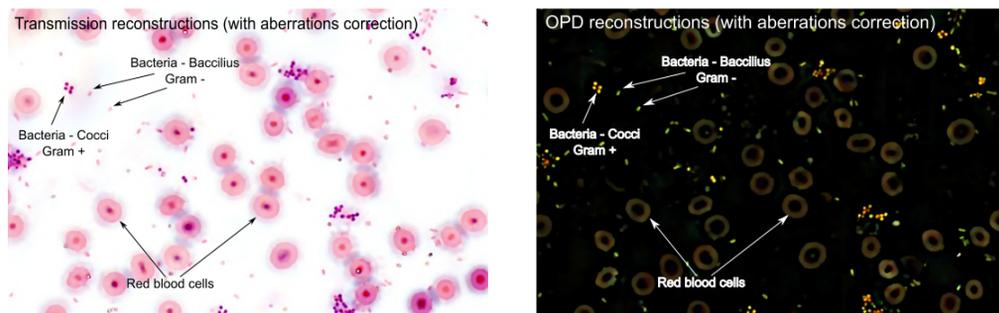 Transmission reconstructions (with aberrations correction)
Bacteria - Baccilius
Gram -
Bacteria - Cocci
Gram +
Red blood cells
OPD reconstructions (with aberrations correction)
Bacteria - Baccilius
Gram -
Bacteria - Cocci
Gram +
Red blood cells